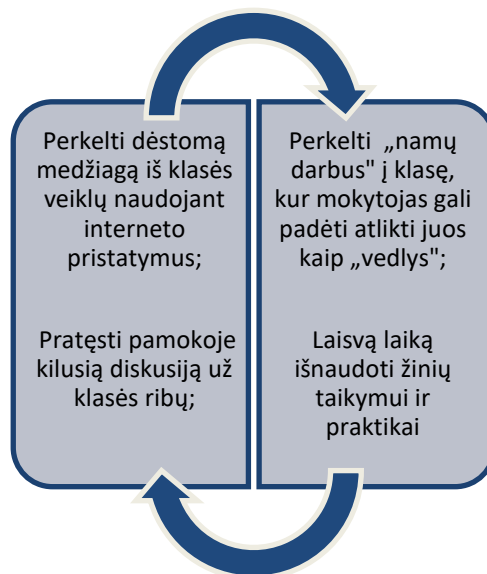 Perkelti dėstomą
medžiagą iš klasės
veiklų naudojant
interneto
pristatymus;
Pratęsti pamokoje
kilusią diskusiją už
klasės ribų;
Perkelti „namų
darbus" į klasę,
kur mokytojas gali
padėti atlikti juos
kaip „vedlys";
Laisvą laiką
išnaudoti žinių
taikymui ir
praktikai